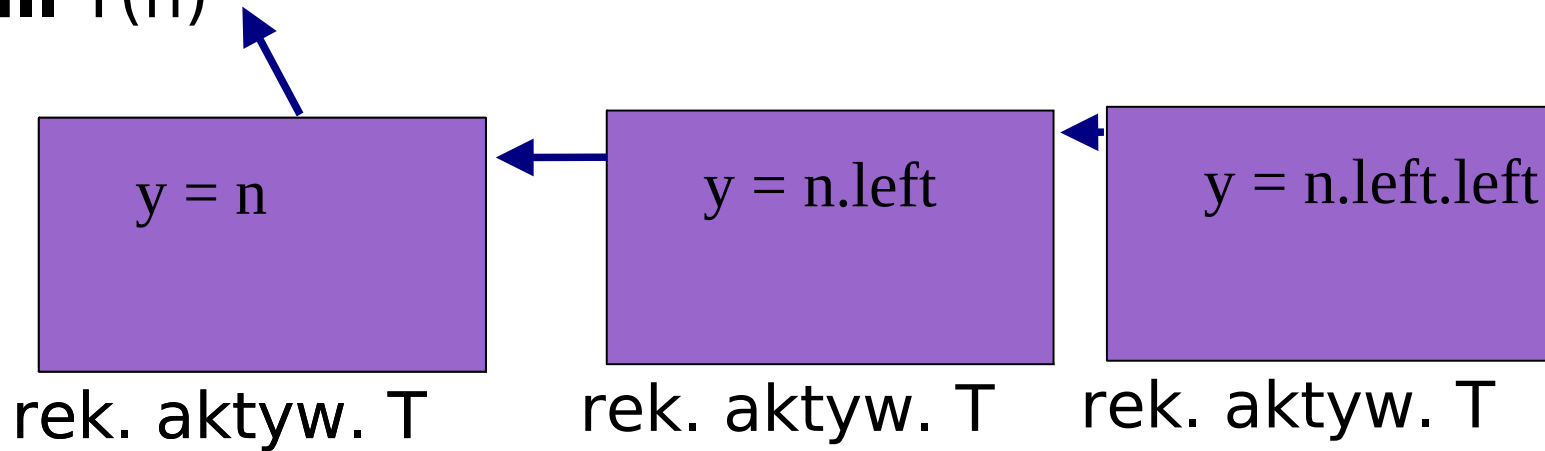 y = n
y = n.left
y = n.left.left
rek. aktyw. T
rek. aktyw. T
rek. aktyw. T